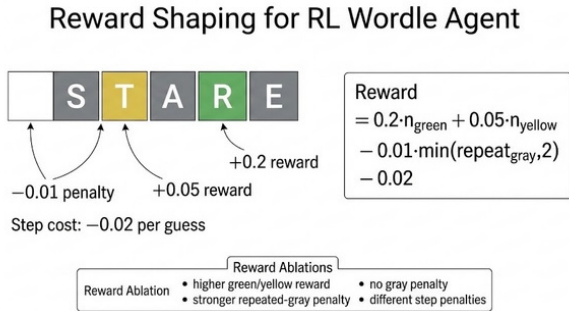 Reward Shaping for RL Wordle Agent
S T A R E
+0.2 reward
−0.01 penalty
+0.05 reward
Step cost: −0.02 per guess
Reward
= 0.2·n_green + 0.05·n_yellow
− 0.01·min(repeat_gray,2)
− 0.02
Reward Ablations
Reward Ablation
• higher green/yellow reward
• stronger repeated-gray penalty
• no gray penalty
• different step penalties